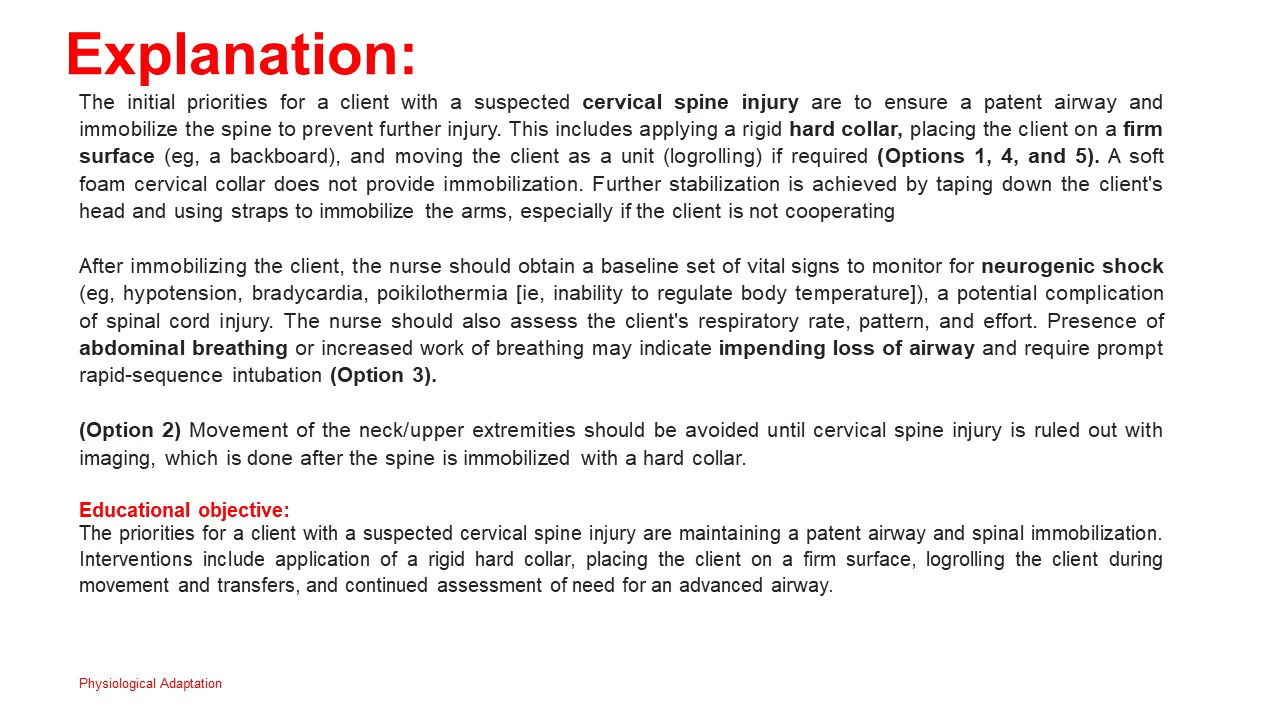 Explanation:
The initial priorities for a client with a suspected cervical spine injury are to ensure a patent airway and
immobilize the spine to prevent further injury. This includes applying a rigid hard collar, placing the client on a firm
surface (eg, a backboard), and moving the client as a unit (logrolling) if required (Options 1, 4, and 5). A soft
foam cervical collar does not provide immobilization. Further stabilization is achieved by taping down the client's
head and using straps to immobilize the arms, especially if the client is not cooperating
After immobilizing the client, the nurse should obtain a baseline set of vital signs to monitor for neurogenic shock
(eg, hypotension, bradycardia, poikilothermia [ie, inability to regulate body temperature]), a potential complication
of spinal cord injury. The nurse should also assess the client's respiratory rate, pattern, and effort. Presence of
abdominal breathing or increased work of breathing may indicate impending loss of airway and require prompt
rapid-sequence intubation (Option 3).
(Option 2) Movement of the neck/upper extremities should be avoided until cervical spine injury is ruled out with
imaging, which is done after the spine is immobilized with a hard collar.
Educational objective:
The priorities for a client with a suspected cervical spine injury are maintaining a patent airway and spinal immobilization.
Interventions include application of a rigid hard collar, placing the client on a firm surface, logrolling the client during
movement and transfers, and continued assessment of need for an advanced airway.
Physiological Adaptation